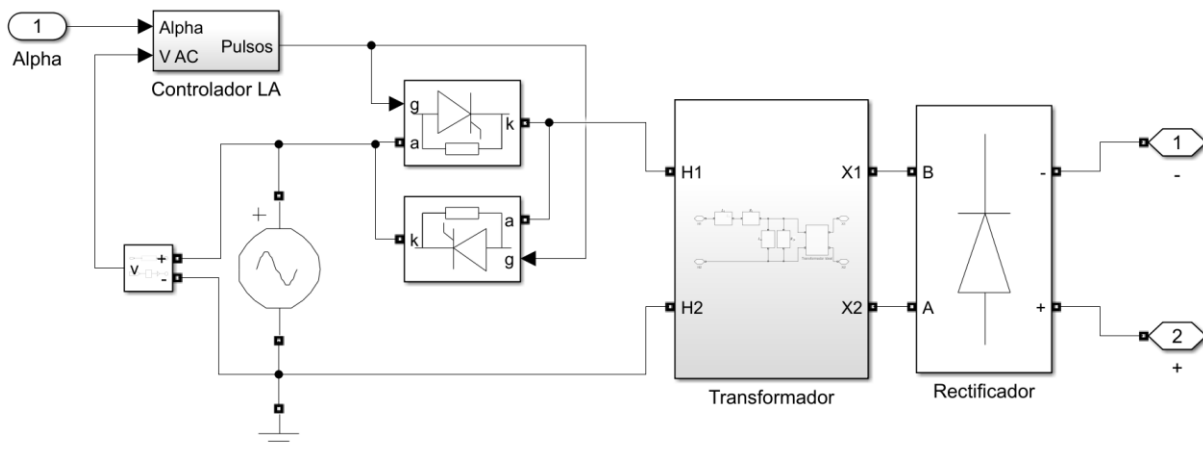 1
Alpha
Alpha
V AC
Pulsos
Controlador LA
g
a
k
k
a
g
v
+
-
+
H1
H2
X1
X2
Transformador
B
A
-
+
Rectificador
1
-
2
+